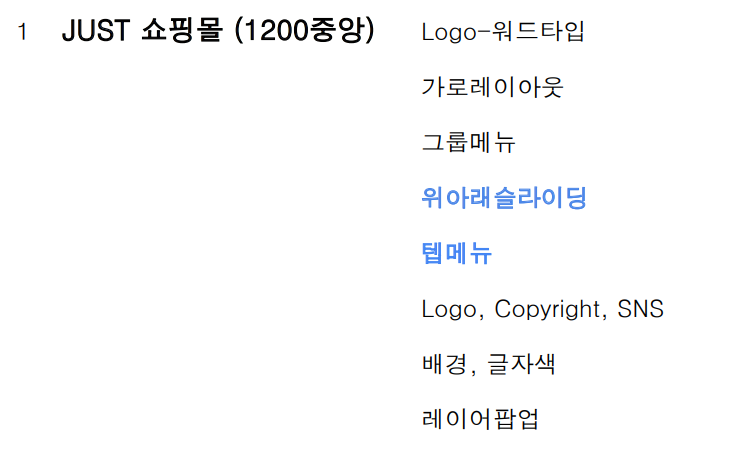 1 JUST 쇼핑몰 (1200중앙) Logo-워드타입
가로레이아웃
그룹메뉴
위아래슬라이딩
텝메뉴
Logo, Copyright, SNS
배경, 글자색
레이어팝업